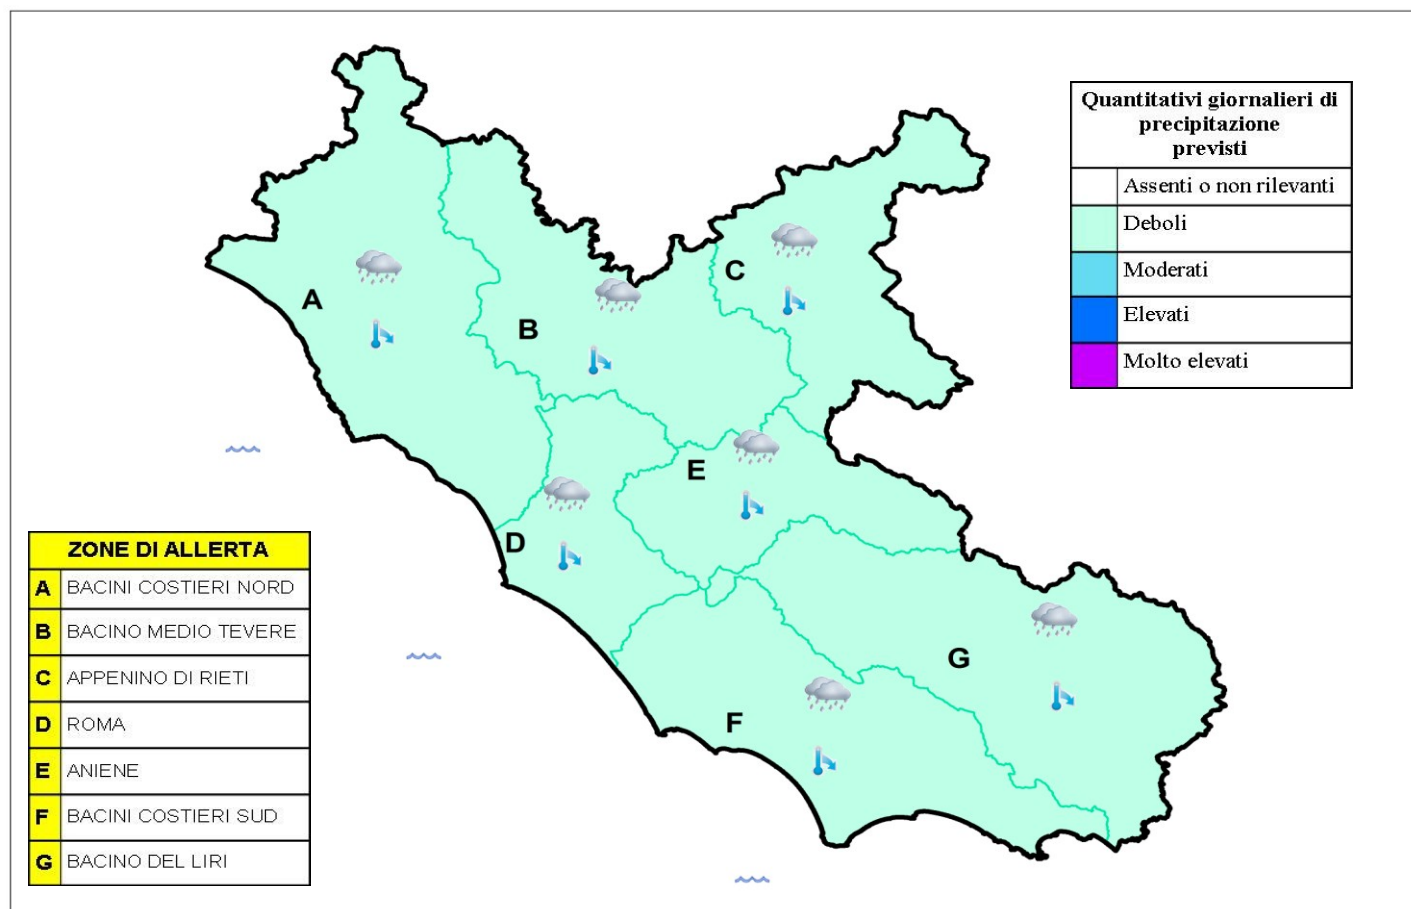 Quantitativi giornalieri di
precipitazione
previsti
Assenti o non rilevanti
Deboli
Moderati
Elevati
Molto elevati
A
B
C
D
E
F
G
ZONE DI ALLERTA
A BACINI COSTIERI NORD
B BACINO MEDIO TEVERE
C APPENINO DI RIETI
D ROMA
E ANIENE
F BACINI COSTIERI SUD
G BACINO DEL LIRI